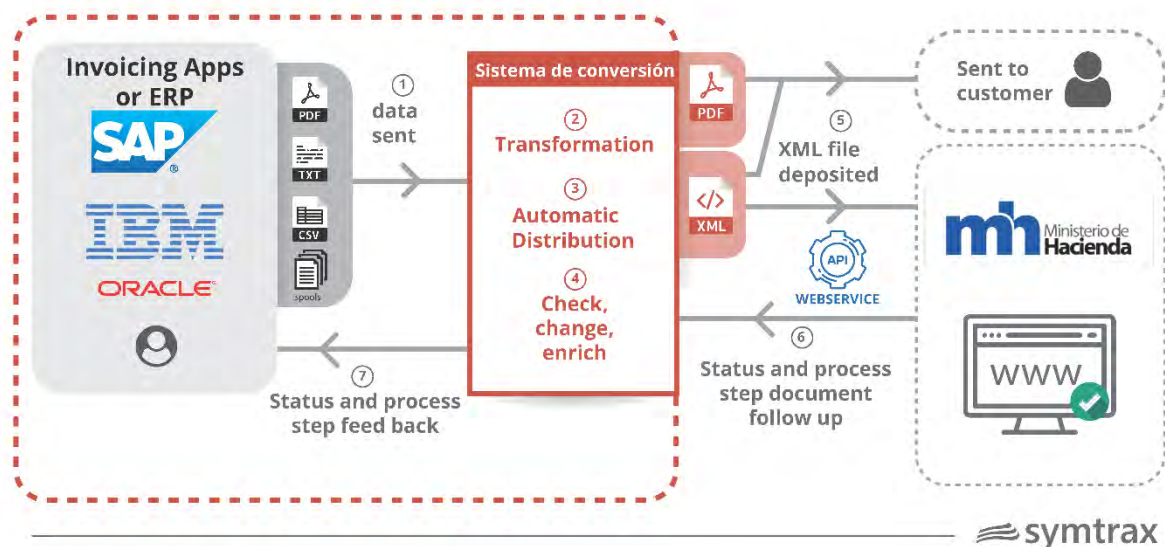 Invoicing Apps
or ERP
SAP
®
IBM
ORACLE®
PDF
TXT
CSV
spools
1
data
sent
Sistema de conversión
2
Transformation
3
Automatic
Distribution
4
Check,
change,
enrich
PDF
</>
XML
5
XML file
deposited
API
WEBSERVICE
6
Status and process
step document
follow up
7
Status and process
step feed back
Sent to
customer
mh
Ministerio de
Hacienda
WWW
symtrax